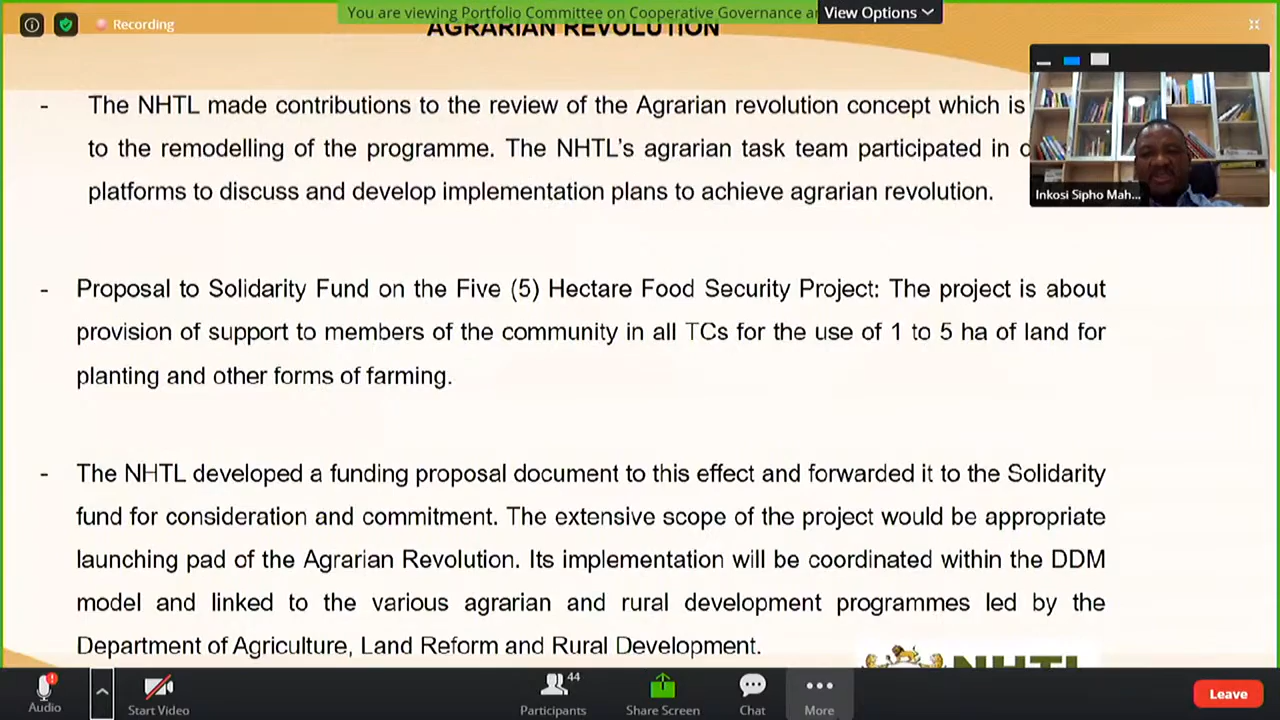 You are viewing Portfolio Committee on Cooperative Governance a
View Options
Recording
AGRARIAN REVOLUTION
- The NHTL made contributions to the review of the Agrarian revolution concept which is
to the remodelling of the programme. The NHTL's agrarian task team participated in
platforms to discuss and develop implementation plans to achieve agrarian revolution.
Inkosi Sipho Mah...
- Proposal to Solidarity Fund on the Five (5) Hectare Food Security Project: The project is about
provision of support to members of the community in all TCs for the use of 1 to 5 ha of land for
planting and other forms of farming.
- The NHTL developed a funding proposal document to this effect and forwarded it to the Solidarity
fund for consideration and commitment. The extensive scope of the project would be appropriate
launching pad of the Agrarian Revolution. Its implementation will be coordinated within the DDM
model and linked to the various agrarian and rural development programmes led by the
Department of Agriculture, Land Reform and Rural Development.
NHTL
44
Audio
Start Video
Participants
Share Screen
Chat
More
Leave